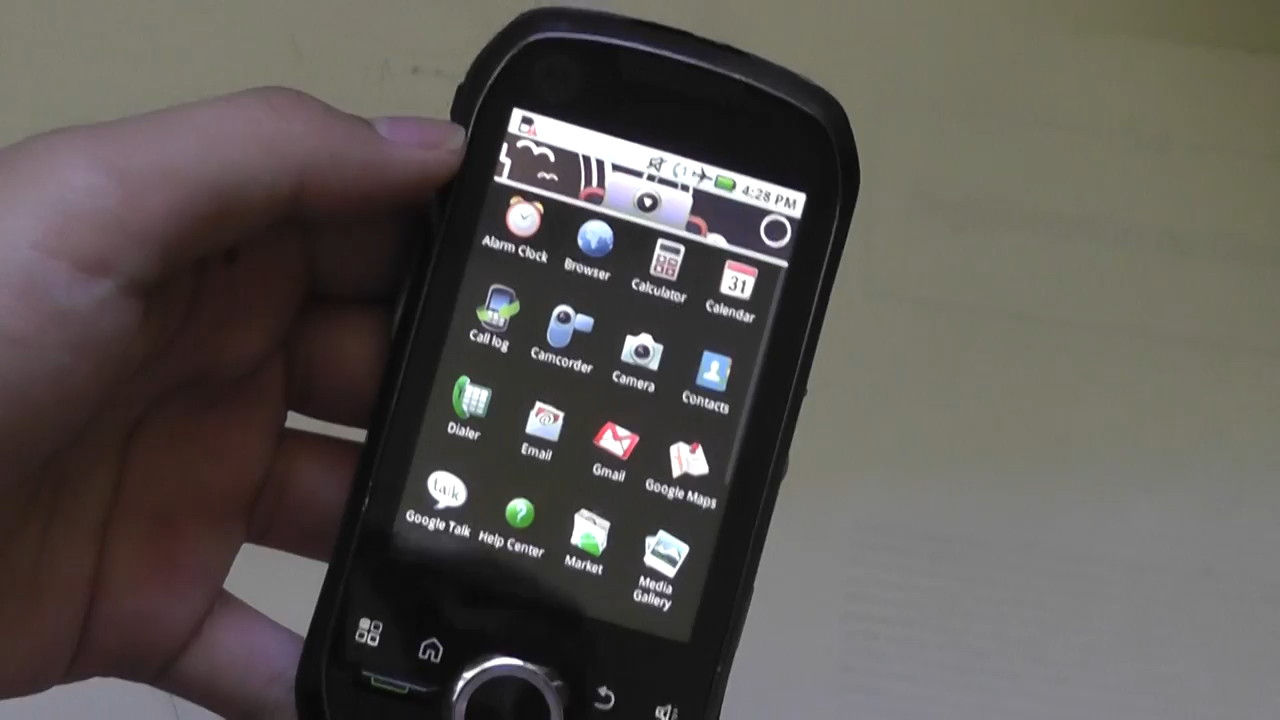 4:28 PM
Alarm Clock
Browser
Calculator
31
Calendar
Call log
Camcorder
Camera
Contacts
Dialer
@
Email
Gmail
Google Maps
talk
Google Talk
?
Help Center
Market
Media
Gallery